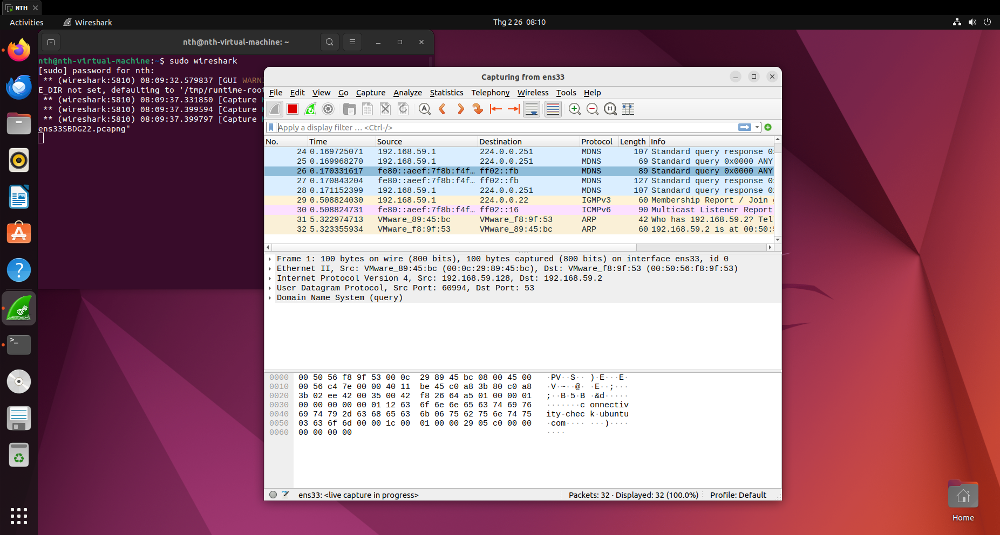 NTH
Activities
Wireshark
Thg 2 26 08:10
nth@nth-virtual-machine: ~
nth@nth-virtual-machine:~$ sudo wireshark
[sudo] password for nth:
** (wireshark:5810) 08:09:32.579837 [GUI WARN
E_DIR not set, defaulting to '/tmp/runtime-root
** (wireshark:5810) 08:09:37.331850 [Capture
** (wireshark:5810) 08:09:37.399594 [Capture
** (wireshark:5810) 08:09:37.399797 [Capture
ens33SBDG22.pcapng"
Capturing from ens33
File Edit View Go Capture Analyze Statistics Telephony Wireless Tools Help
Apply a display filter … <Ctrl-/>
No. Time Source Destination Protocol Length Info
24 0.169725071 192.168.59.1 224.0.0.251 MDNS 107 Standard query response 0
25 0.169968270 192.168.59.1 224.0.0.251 MDNS 69 Standard query 0x0000 ANY
26 0.170331617 fe80::aeef:7f8b:f4f… ff02::fb MDNS 89 Standard query 0x0000 ANY
27 0.170843204 fe80::aeef:7f8b:f4f… ff02::fb MDNS 127 Standard query response 0
28 0.171152399 192.168.59.1 224.0.0.251 MDNS 107 Standard query response 0
29 0.508824030 192.168.59.1 224.0.0.22 IGMPv3 60 Membership Report / Join
30 0.508824731 fe80::aeef:7f8b:f4f… ff02::16 ICMPv6 90 Multicast Listener Report
31 5.322974713 VMware_89:45:bc VMware_f8:9f:53 ARP 42 Who has 192.168.59.2? Tel
32 5.323355934 VMware_f8:9f:53 VMware_89:45:bc ARP 60 192.168.59.2 is at 00:50:
Frame 1: 100 bytes on wire (800 bits), 100 bytes captured (800 bits) on interface ens33, id 0
Ethernet II, Src: VMware_89:45:bc (00:0c:29:89:45:bc), Dst: VMware_f8:9f:53 (00:50:56:f8:9f:53)
Internet Protocol Version 4, Src: 192.168.59.128, Dst: 192.168.59.2
User Datagram Protocol, Src Port: 60994, Dst Port: 53
Domain Name System (query)
0000 00 50 56 f8 9f 53 00 0c 29 89 45 bc 08 00 45 00 ·PV··S·· )·E···E·
0010 00 56 c4 7e 00 00 40 11 be 45 c0 a8 3b 80 c0 a8 ·V·~··@· ·E··;···
0020 3b 02 ee 42 00 35 00 42 f8 26 64 a5 01 00 00 01 ;··B·5·B ·&d·····
0030 00 00 00 00 00 01 12 63 6f 6e 6e 65 63 74 69 76 ·······c onnectiv
0040 69 74 79 2d 63 68 65 63 6b 06 75 62 75 6e 74 75 ity-chec k·ubuntu
0050 03 63 6f 6d 00 00 1c 00 01 00 00 29 05 c0 00 00 ·com···· ···)····
0060 00 00 00 00 ····
ens33: <live capture in progress>
Packets: 32 · Displayed: 32 (100.0%)
Profile: Default
Home